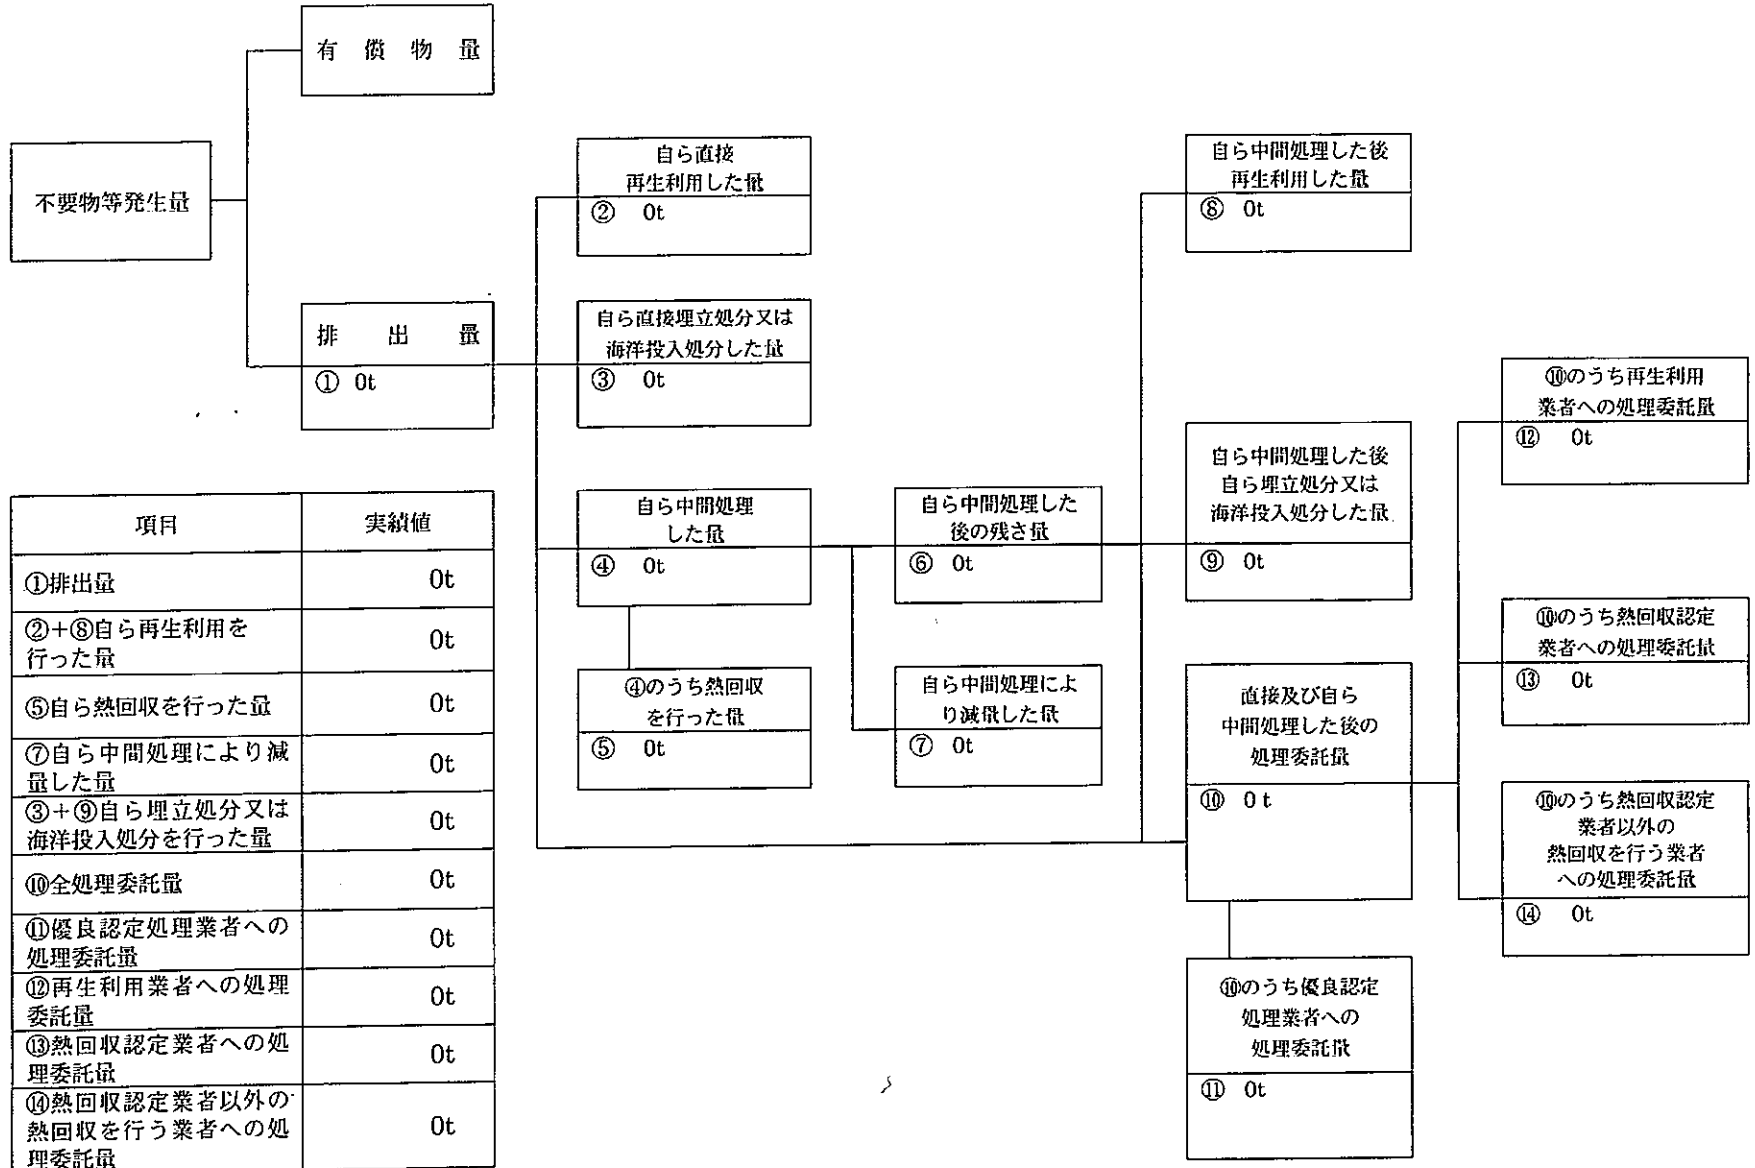 有償物量
不要物等発生量
排出量
① 0t
自ら直接
再生利用した量
② 0t
自ら直接埋立処分又は
海洋投入処分した量
③ 0t
自ら中間処理
した量
④ 0t
④のうち熱回収
を行った量
⑤ 0t
自ら中間処理した
後の残さ量
⑥ 0t
自ら中間処理によ
り減量した量
⑦ 0t
自ら中間処理した後
再生利用した量
⑧ 0t
自ら中間処理した後
自ら埋立処分又は
海洋投入処分した量
⑨ 0t
直接及び自ら
中間処理した後の
処理委託量
⑩ 0t
⑩のうち優良認定
処理業者への
処理委託量
⑪ 0t
⑩のうち再生利用
業者への処理委託量
⑫ 0t
⑩のうち熱回収認定
業者への処理委託量
⑬ 0t
⑩のうち熱回収認定
業者以外の
熱回収を行う業者
への処理委託量
⑭ 0t
項目 実績値
①排出量 0t
②+⑧自ら再生利用を
行った量 0t
⑤自ら熱回収を行った量 0t
⑦自ら中間処理により減
量した量 0t
③+⑨自ら埋立処分又は
海洋投入処分を行った量 0t
⑩全処理委託量 0t
⑪優良認定処理業者への
処理委託量 0t
⑫再生利用業者への処理
委託量 0t
⑬熱回収認定業者への処
理委託量 0t
⑭熱回収認定業者以外の
熱回収を行う業者への処
理委託量 0t